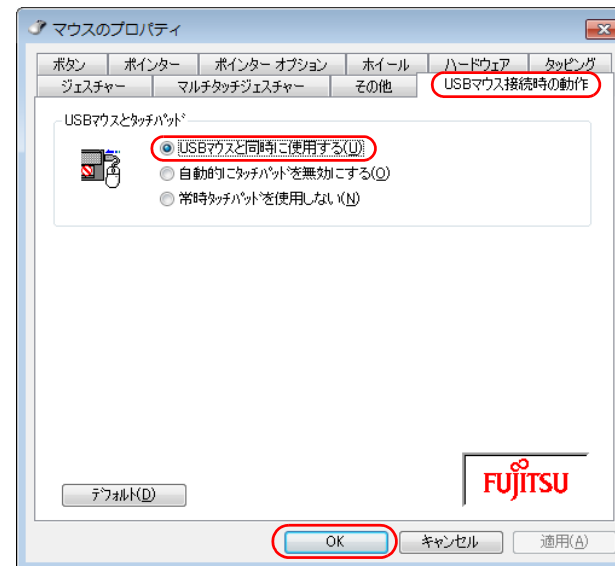 マウスのプロパティ
ボタン ポインター ポインター オプション ホイール ハードウェア タッピング
ジェスチャー マルチタッチジェスチャー その他 USBマウス接続時の動作
USBマウスとタッチパッド
USBマウスと同時に使用する(U)
自動的にタッチパッドを無効にする(O)
常時タッチパッドを使用しない(N)
FUJITSU
デフォルト(D)
OK キャンセル 適用(A)